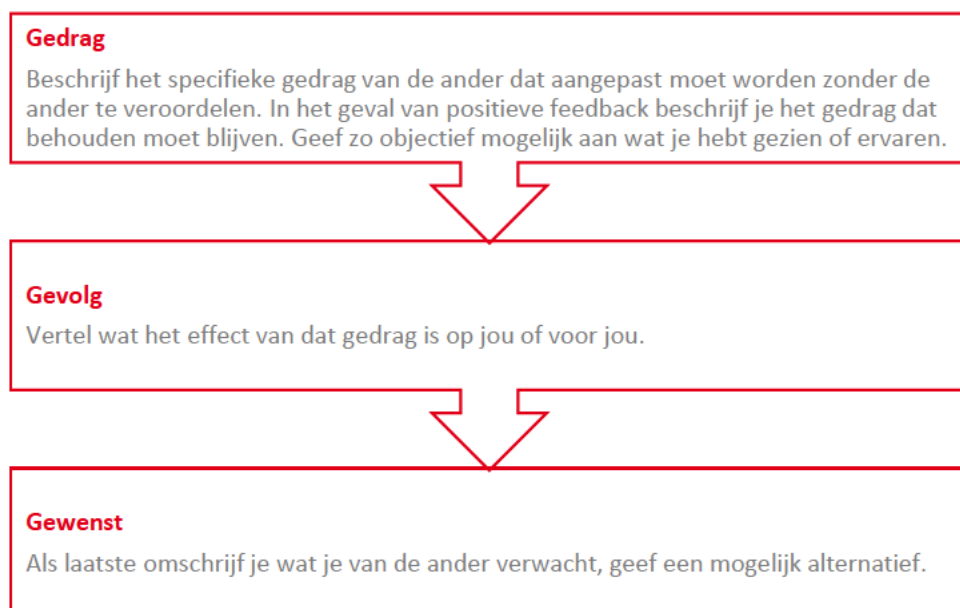 Gedrag
Beschrijf het specifieke gedrag van de ander dat aangepast moet worden zonder de
ander te veroordelen. In het geval van positieve feedback beschrijf je het gedrag dat
behouden moet blijven. Geef zo objectief mogelijk aan wat je hebt gezien of ervaren.
Gevolg
Vertel wat het effect van dat gedrag is op jou of voor jou.
Gewenst
Als laatste omschrijf je wat je van de ander verwacht, geef een mogelijk alternatief.